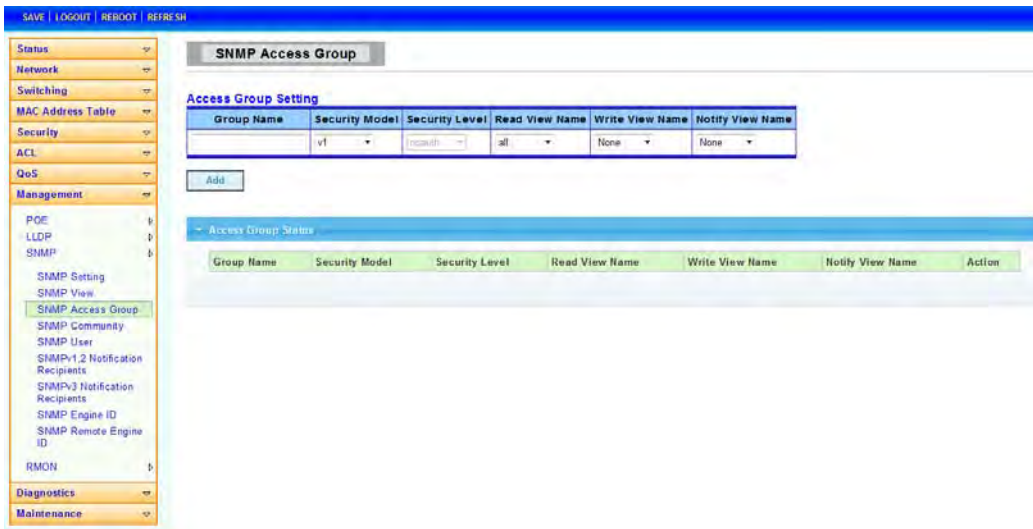 SAVE | LOGOUT | REBOOT | REFRESH
Status
Network
Switching
MAC Address Table
Security
ACL
QoS
Management
POE
LLDP
SNMP
SNMP Setting
SNMP View
SNMP Access Group
SNMP Community
SNMP User
SNMPv1,2 Notification
Recipients
SNMPv3 Notification
Recipients
SNMP Engine ID
SNMP Remote Engine
ID
RMON
Diagnostics
Maintenance
SNMP Access Group
Access Group Setting
Group Name Security Model Security Level Read View Name Write View Name Notify View Name
v1 noauth all None None
Add
Access Group Status
Group Name Security Model Security Level Read View Name Write View Name Notify View Name Action